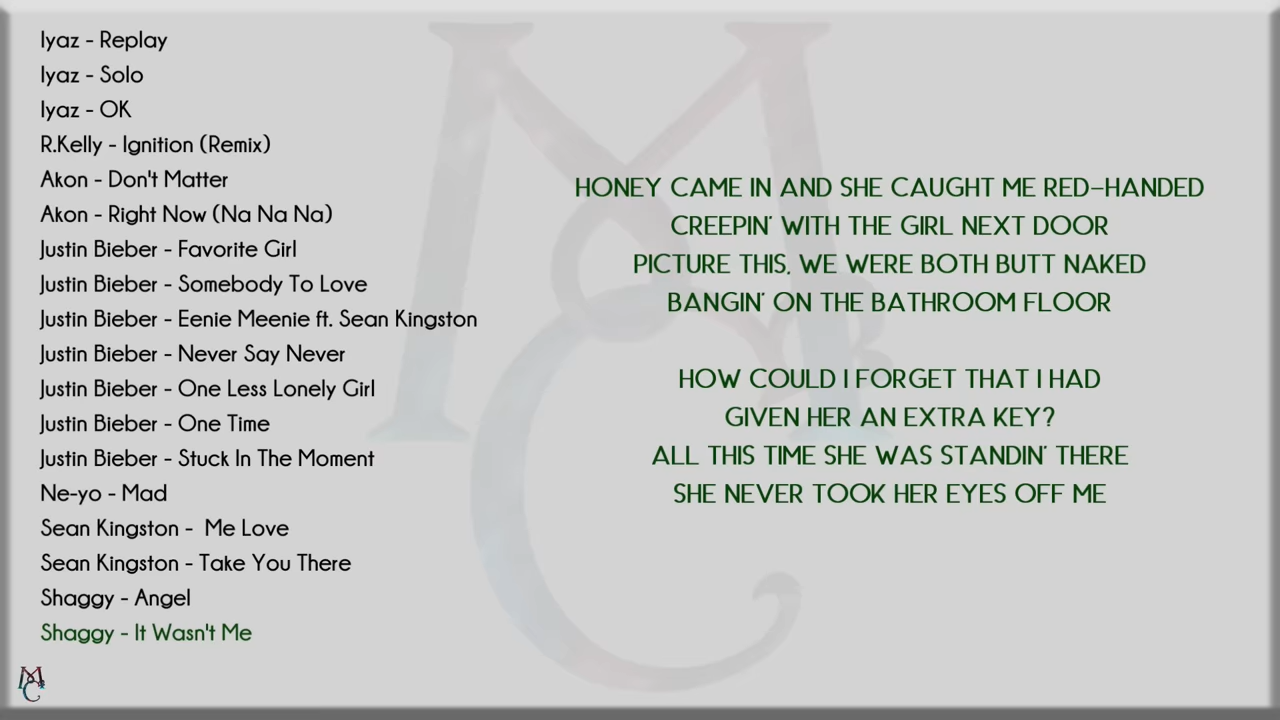 Iyaz - Replay
Iyaz - Solo
Iyaz - OK
R.Kelly - Ignition (Remix)
Akon - Don't Matter
Akon - Right Now (Na Na Na)
Justin Bieber - Favorite Girl
Justin Bieber - Somebody To Love
Justin Bieber - Eenie Meenie ft. Sean Kingston
Justin Bieber - Never Say Never
Justin Bieber - One Less Lonely Girl
Justin Bieber - One Time
Justin Bieber - Stuck In The Moment
Ne-yo - Mad
Sean Kingston -  Me Love
Sean Kingston - Take You There
Shaggy - Angel
Shaggy - It Wasn't Me
HONEY CAME IN AND SHE CAUGHT ME RED-HANDED
CREEPIN' WITH THE GIRL NEXT DOOR
PICTURE THIS, WE WERE BOTH BUTT NAKED
BANGIN' ON THE BATHROOM FLOOR
HOW COULD I FORGET THAT I HAD
GIVEN HER AN EXTRA KEY?
ALL THIS TIME SHE WAS STANDIN' THERE
SHE NEVER TOOK HER EYES OFF ME